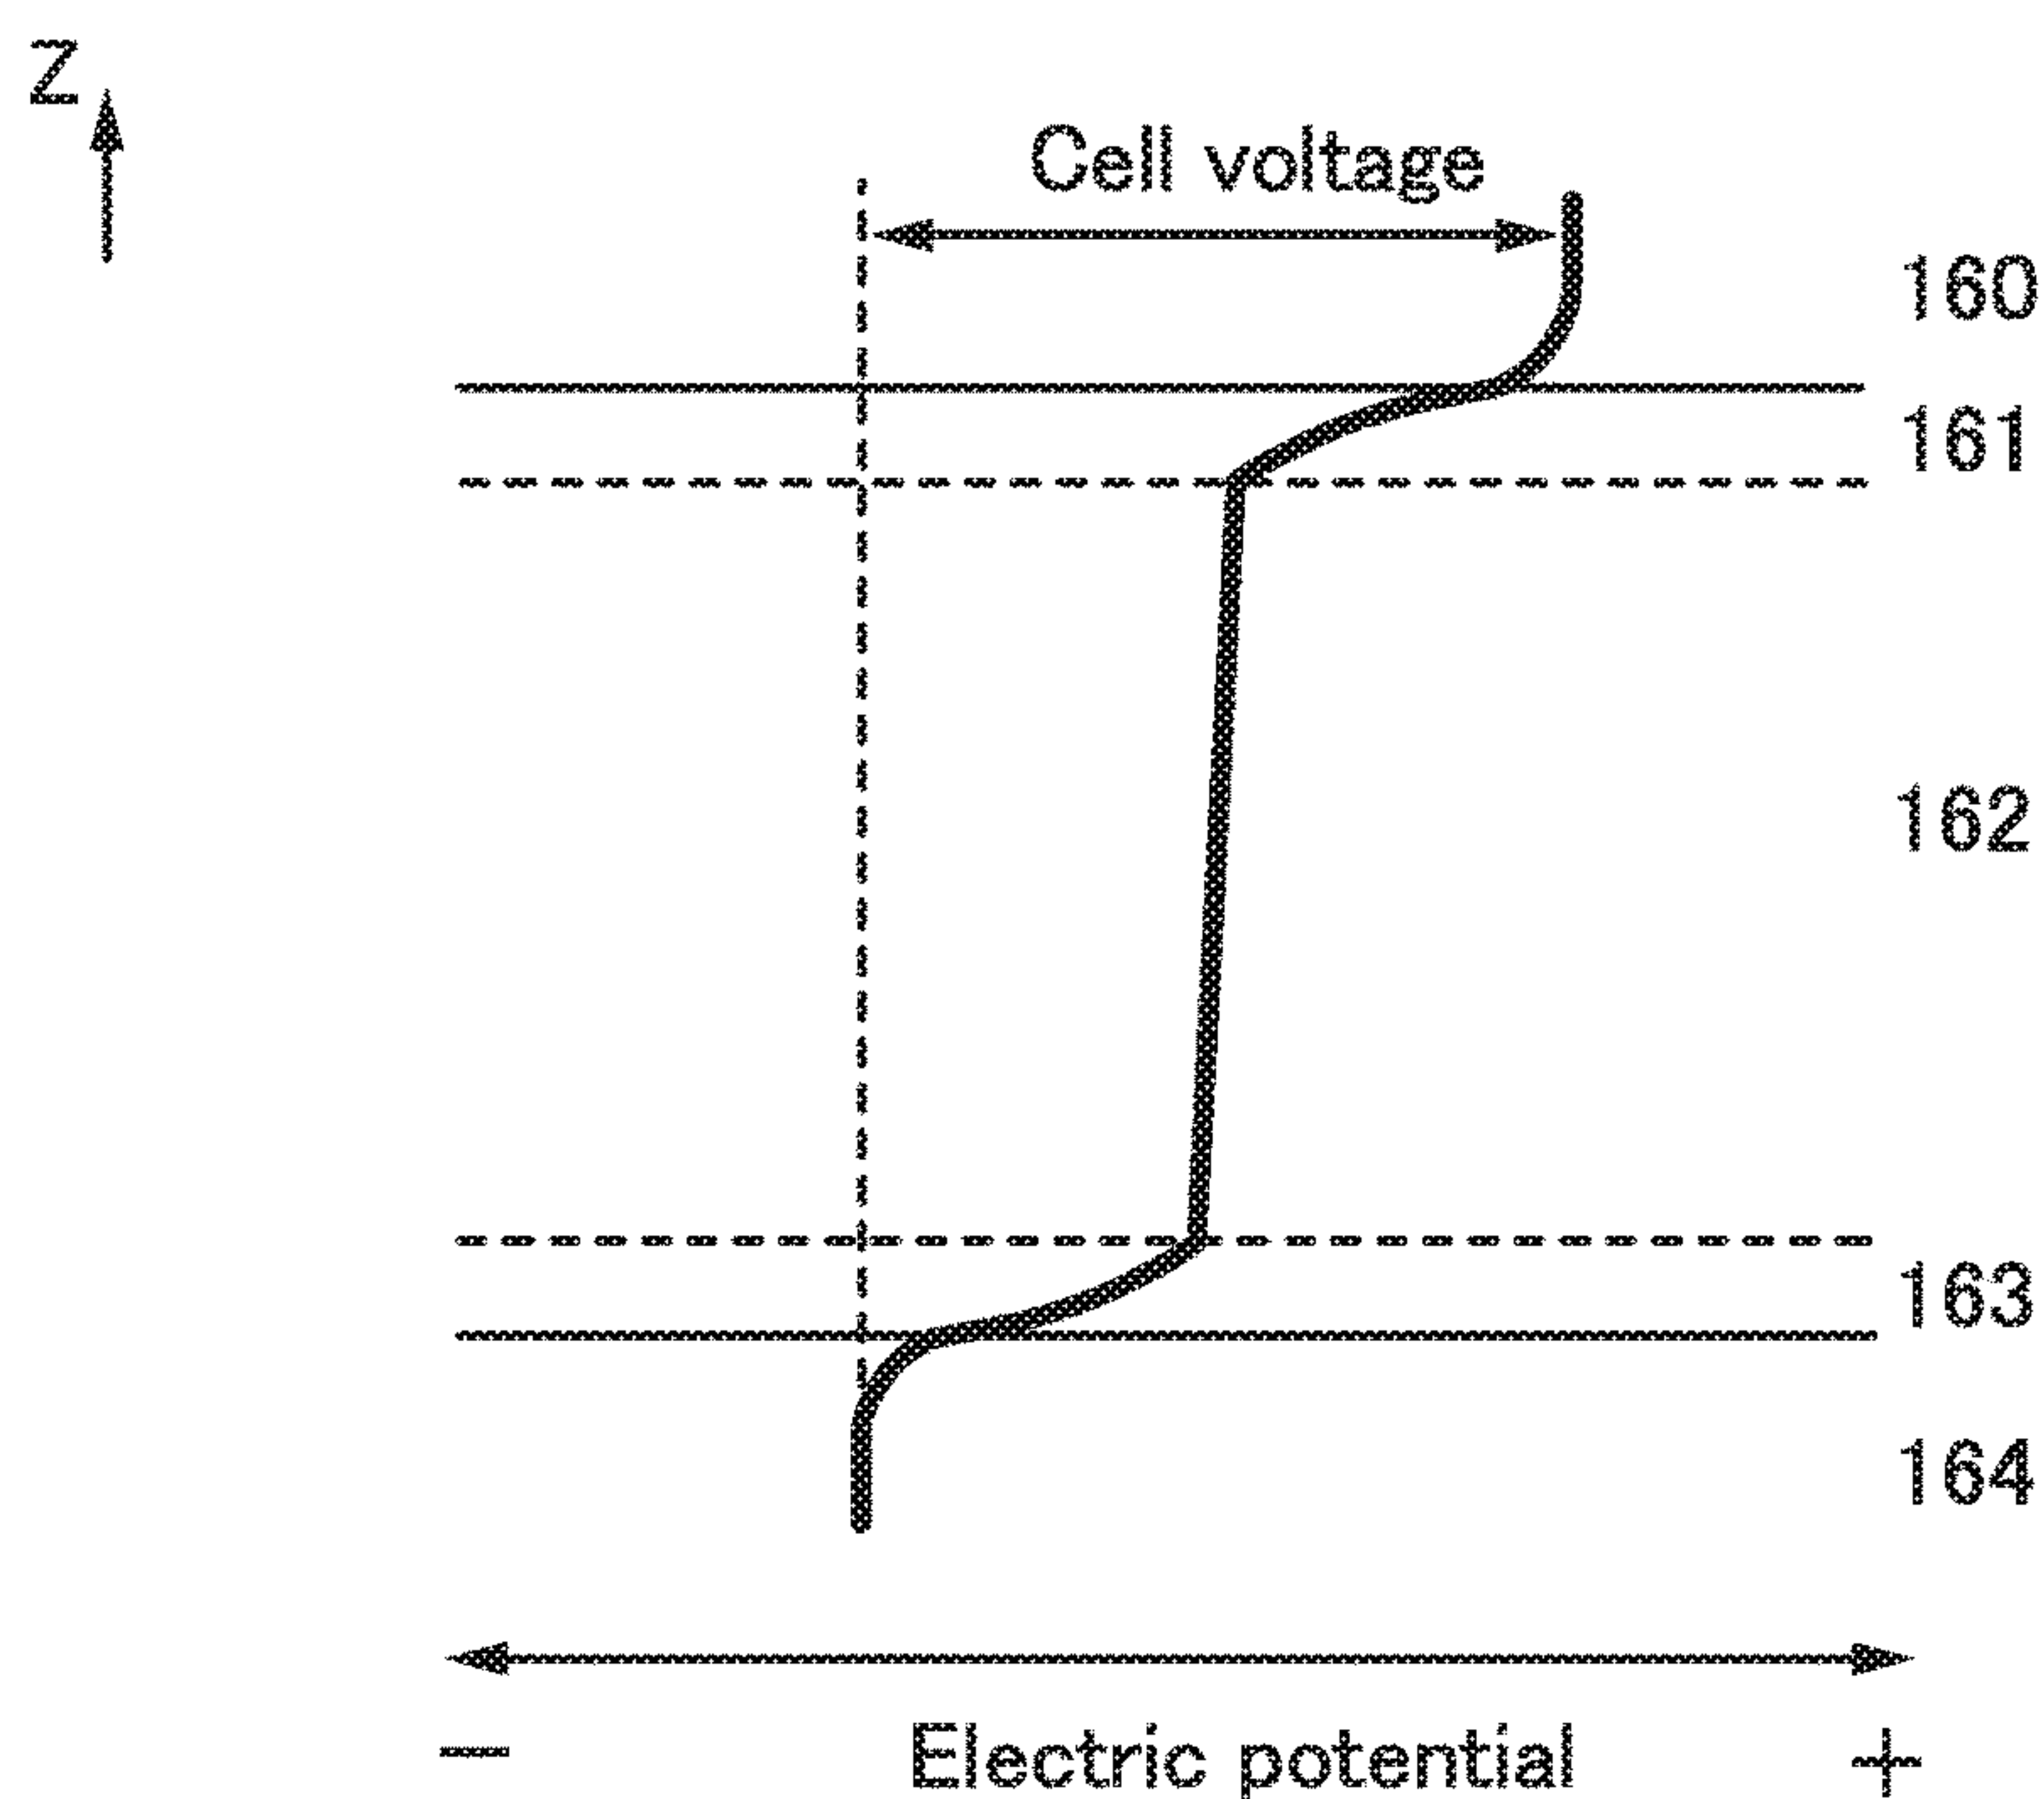 Z
Cell voltage
160
161
162
163
164
− Electric potential +